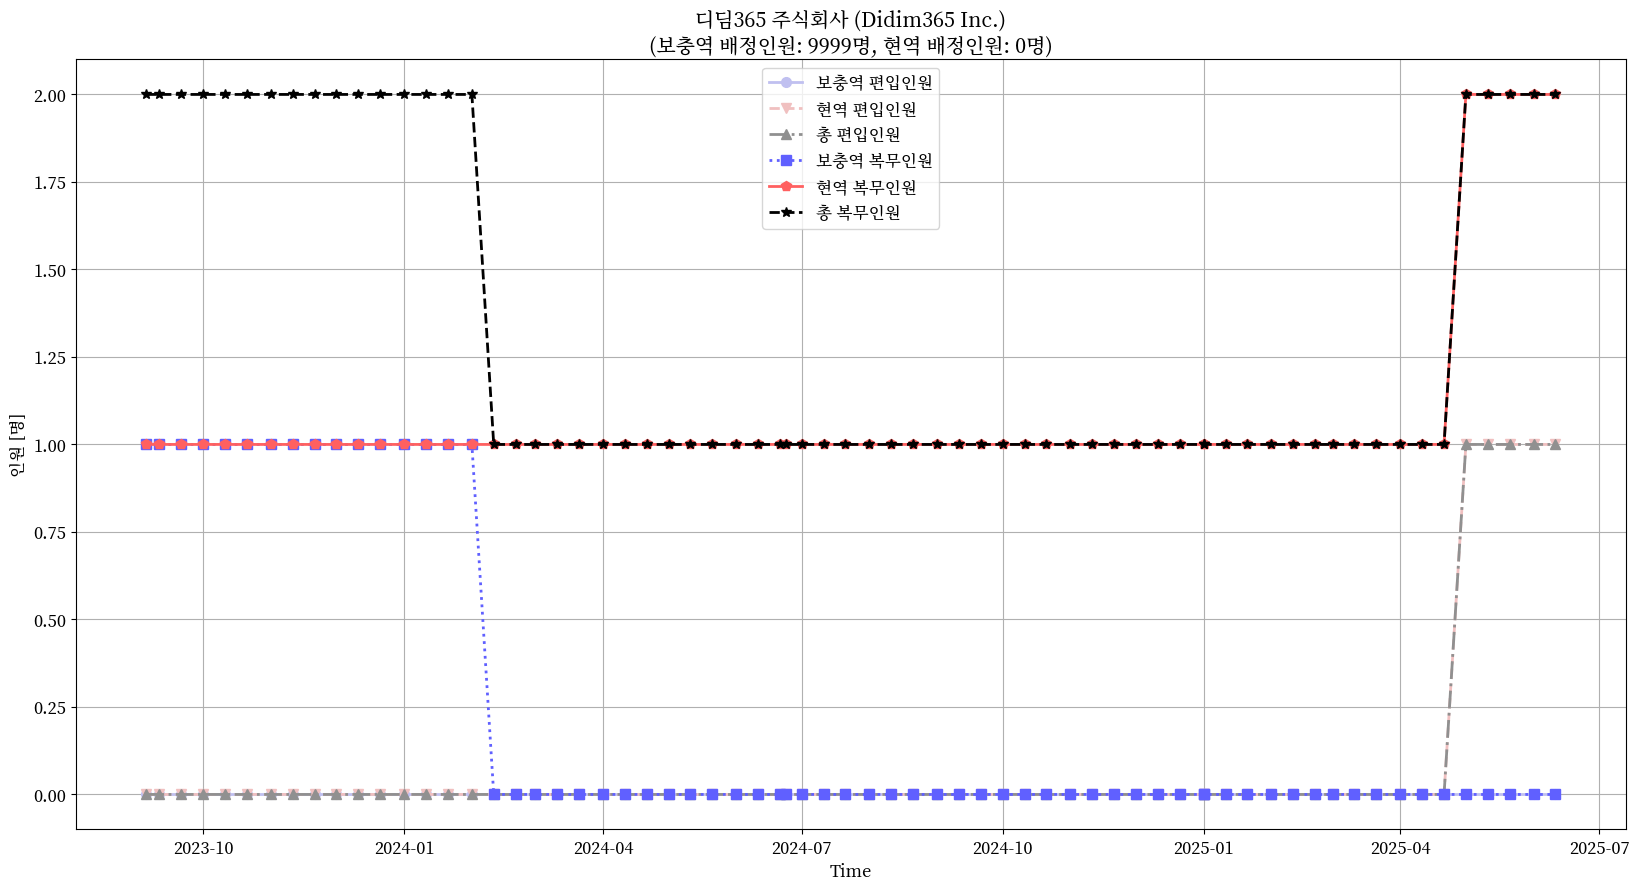 디딤365 주식회사 (Didim365 Inc.)
(보충역 배정인원: 9999명, 현역 배정인원: 0명)
보충역 편입인원
현역 편입인원
총 편입인원
보충역 복무인원
현역 복무인원
총 복무인원
2.00
1.75
1.50
1.25
1.00
0.75
0.50
0.25
0.00
인원 [명]
2023-10
2024-01
2024-04
2024-07
2024-10
2025-01
2025-04
2025-07
Time